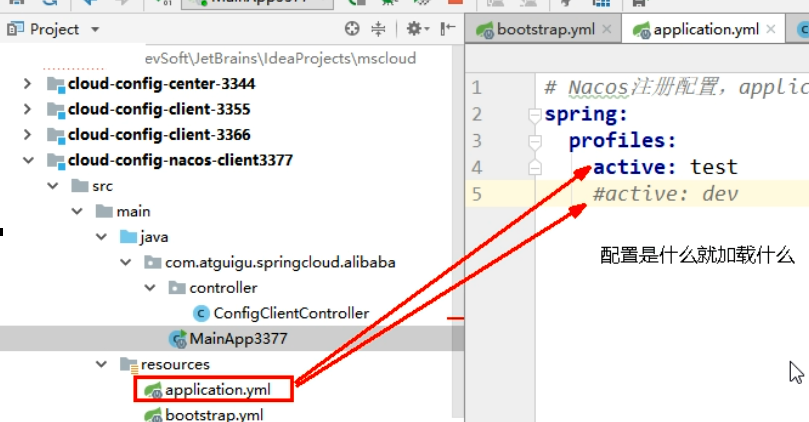 MainApp3377
Project
bootstrap.yml
application.yml
evSoft\JetBrains\IdeaProjects\mscloud
cloud-config-center-3344
cloud-config-client-3355
cloud-config-client-3366
cloud-config-nacos-client3377
src
main
java
com.atguigu.springcloud.alibaba
controller
ConfigClientController
MainApp3377
resources
application.yml
bootstrap.yml
1 # Nacos注册配置，applic
2 spring:
3 profiles:
4 active: test
5 #active: dev
配置是什么就加载什么